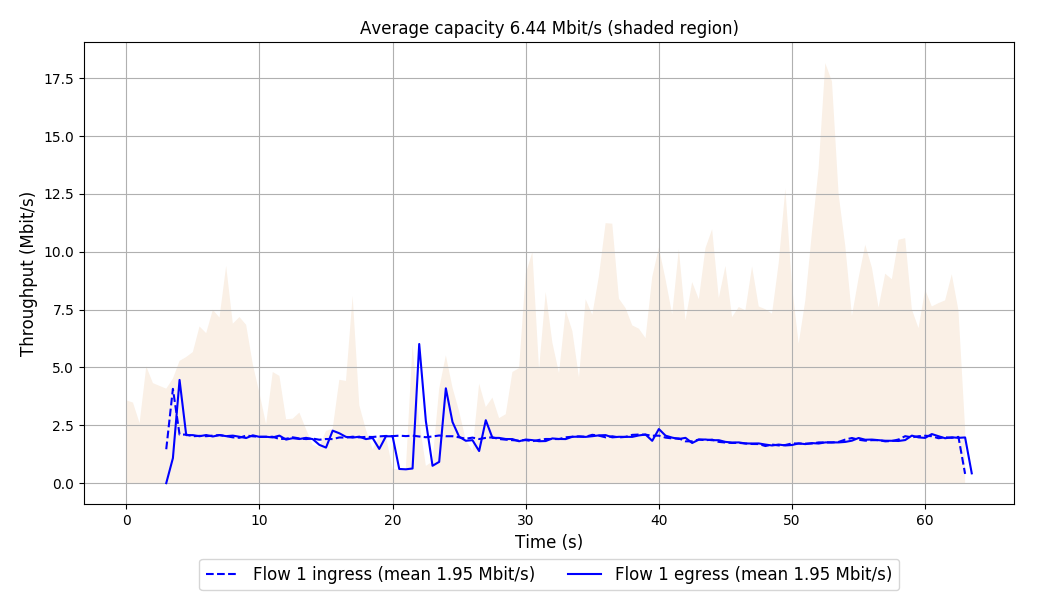 Average capacity 6.44 Mbit/s (shaded region)
Throughput (Mbit/s)
17.5
15.0
12.5
10.0
7.5
5.0
2.5
0.0
0 10 20 30 40 50 60
Time (s)
Flow 1 ingress (mean 1.95 Mbit/s) Flow 1 egress (mean 1.95 Mbit/s)